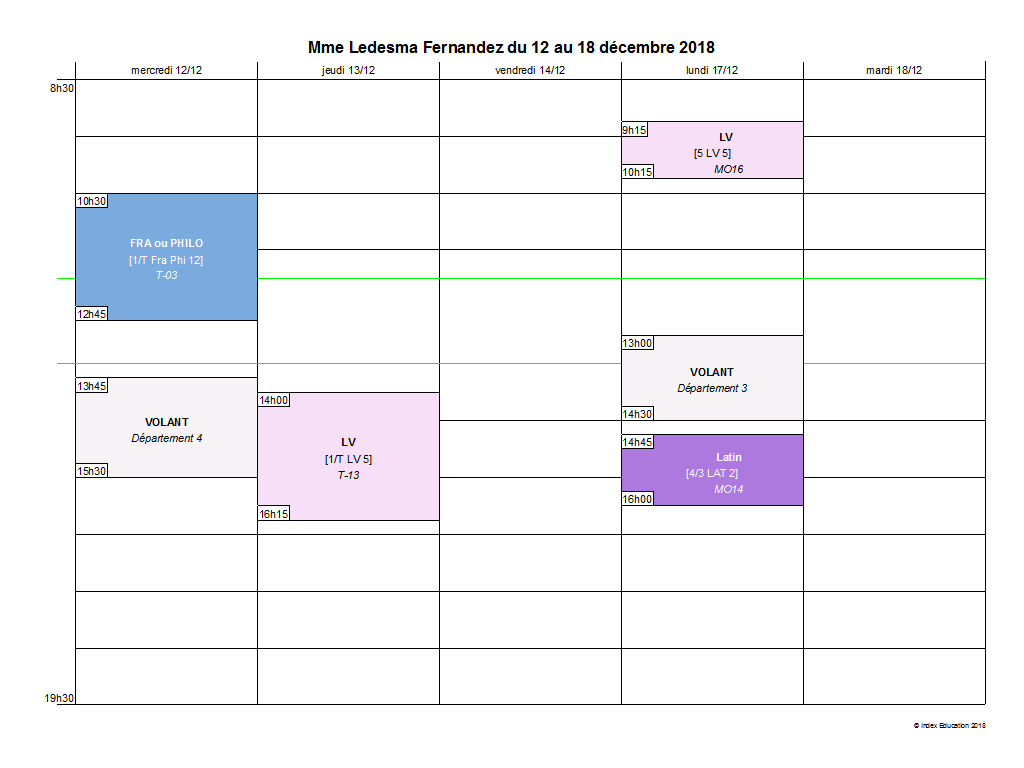 Mme Ledesma Fernandez du 12 au 18 décembre 2018
mercredi 12/12
jeudi 13/12
vendredi 14/12
lundi 17/12
mardi 18/12
8h30
10h30
FRA ou PHILO
[1/T Fra Phi 12]
T-03
12h45
13h45
VOLANT
Département 4
15h30
14h00
LV
[1/T LV 5]
T-13
16h15
9h15
LV
[5 LV 5]
10h15
MO16
13h00
VOLANT
Département 3
14h30
14h45
Latin
[4/3 LAT 2]
MO14
16h00
19h30
© Index Education 2018